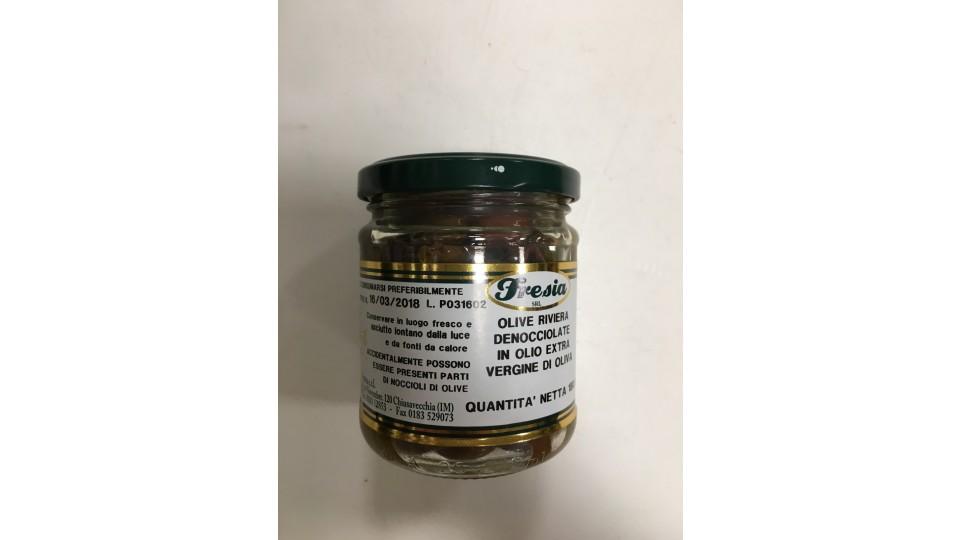 CONSUMARSI PREFERIBILMENTE
16/03/2018 L. P031602
Conservare in luogo fresco e
asciutto lontano dalla luce
e da fonti da calore
ACCIDENTALMENTE POSSONO
ESSERE PRESENTI PARTI
DI NOCCIOLI DI OLIVE
120 Chiusavecchia (IM)
- Fax 0183 529073
Fresia
SRL
OLIVE RIVIERA
DENOCCIOLATE
IN OLIO EXTRA
VERGINE DI OLIVA
QUANTITA' NETTA